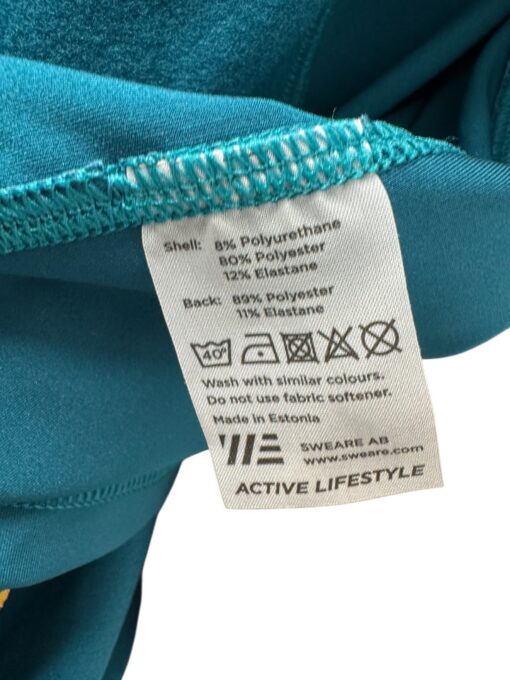 Shell: 8% Polyurethane
80% Polyester
12% Elastane
Back: 89% Polyester
11% Elastane
40°
Wash with similar colours.
Do not use fabric softener.
Made in Estonia
SWEARE AB
www.sweare.com
ACTIVE LIFESTYLE